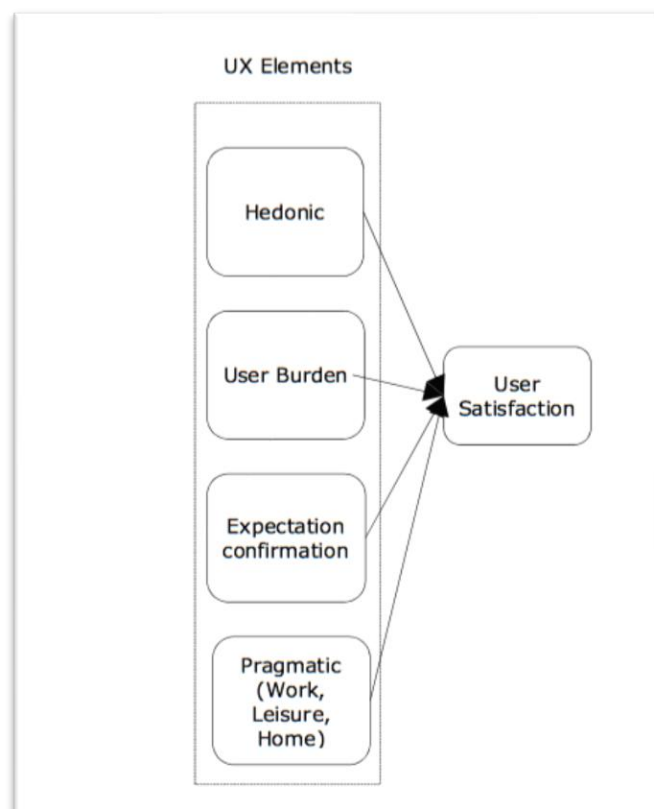 UX Elements
Hedonic
User Burden
Expectation
confirmation
Pragmatic
(Work,
Leisure,
Home)
User
Satisfaction